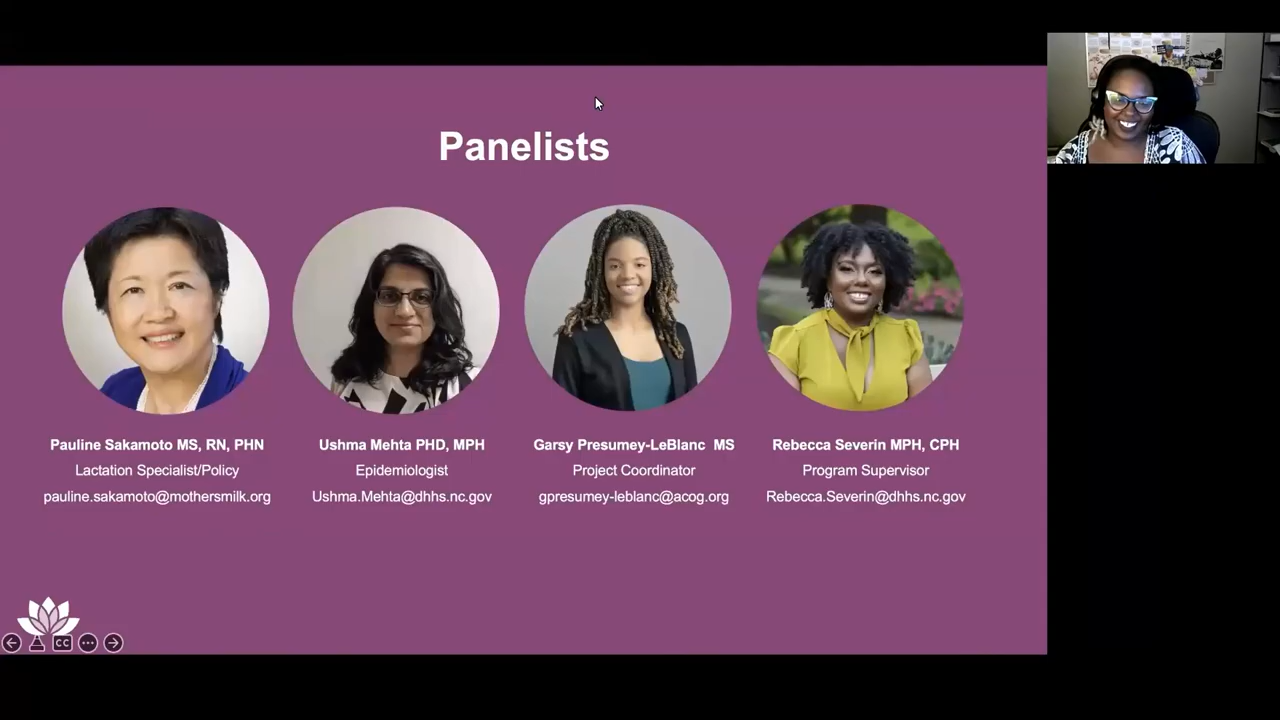 Panelists
Pauline Sakamoto MS, RN, PHN
Lactation Specialist/Policy
pauline.sakamoto@mothersmilk.org
Ushma Mehta PHD, MPH
Epidemiologist
Ushma.Mehta@dhhs.nc.gov
Garsy Presumey-LeBlanc MS
Project Coordinator
gpresumey-leblanc@acog.org
Rebecca Severin MPH, CPH
Program Supervisor
Rebecca.Severin@dhhs.nc.gov
CC